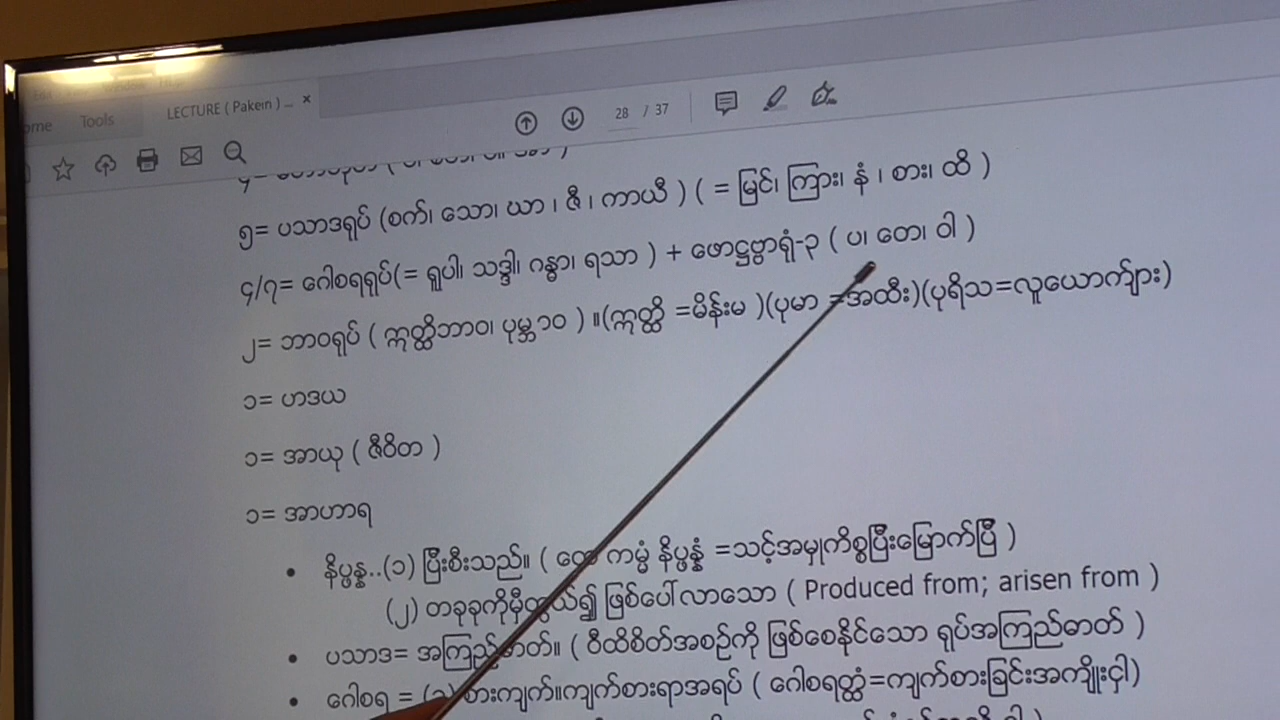 Tools
LECTURE ( Pakein ) ... ×
28 / 37
၅= ပသာဒရုပ် (စက်၊ သော၊ ဃာ ၊ ဇီ ၊ ကာယိ ) ( = မြင်၊ ကြား၊ နံ ၊ စား၊ ထိ )
၄/၇= ဂေါစရရုပ်(= ရူပါ၊ သဒ္ဒါ၊ ဂန္ဓာ၊ ရသာ ) + ဖောဋ္ဌဗ္ဗာရုံ-၃ ( ပ၊ တေ၊ ဝါ )
၂= ဘာဝရုပ် ( ဣတ္ထိဘာဝ၊ ပုမ္ဘာဝ ) ။(ဣတ္ထိ =မိန်းမ )(ပုမာ =အထီး)(ပုရိသ=လူယောက်ျား)
၁= ဟဒယ
၁= အာယု ( ဇီဝိတ )
၁= အာဟာရ
• နိပ္ဖန္န..(၁) ပြီးစီးသည်။ ( ကမ္မံ နိပ္ဖန္နံ =သင့်အမှုကိစ္စပြီးမြောက်ပြီ )
(၂) တခုခုကိုမှီတွယ်၍ ဖြစ်ပေါ်လာသော ( Produced from; arisen from )
• ပသာဒ= အကြည်ဓာတ်။ ( ဝီထိစိတ်အစဉ်ကို ဖြစ်စေနိုင်သော ရုပ်အကြည်ဓာတ် )
• ဂေါစရ = စားကျက်။ကျက်စားရာအရပ် ( ဂေါစရတ္ထံ=ကျက်စားခြင်းအကျိုးငှါ)